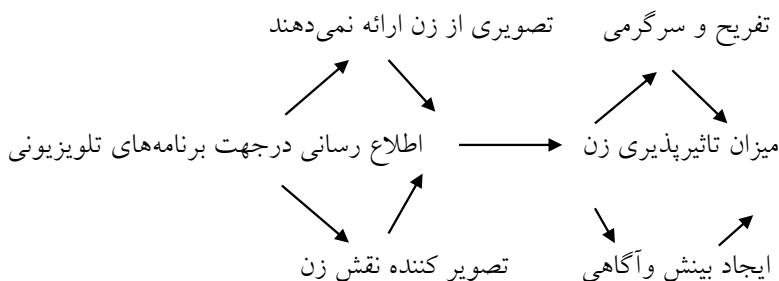 تصویری از زن ارائه نمی‌دهند
تفریح و سرگرمی
اطلاع رسانی درجهت برنامه‌های تلویزیونی
میزان تاثیرپذیری زن
تصویر کننده نقش زن
ایجاد بینش وآگاهی